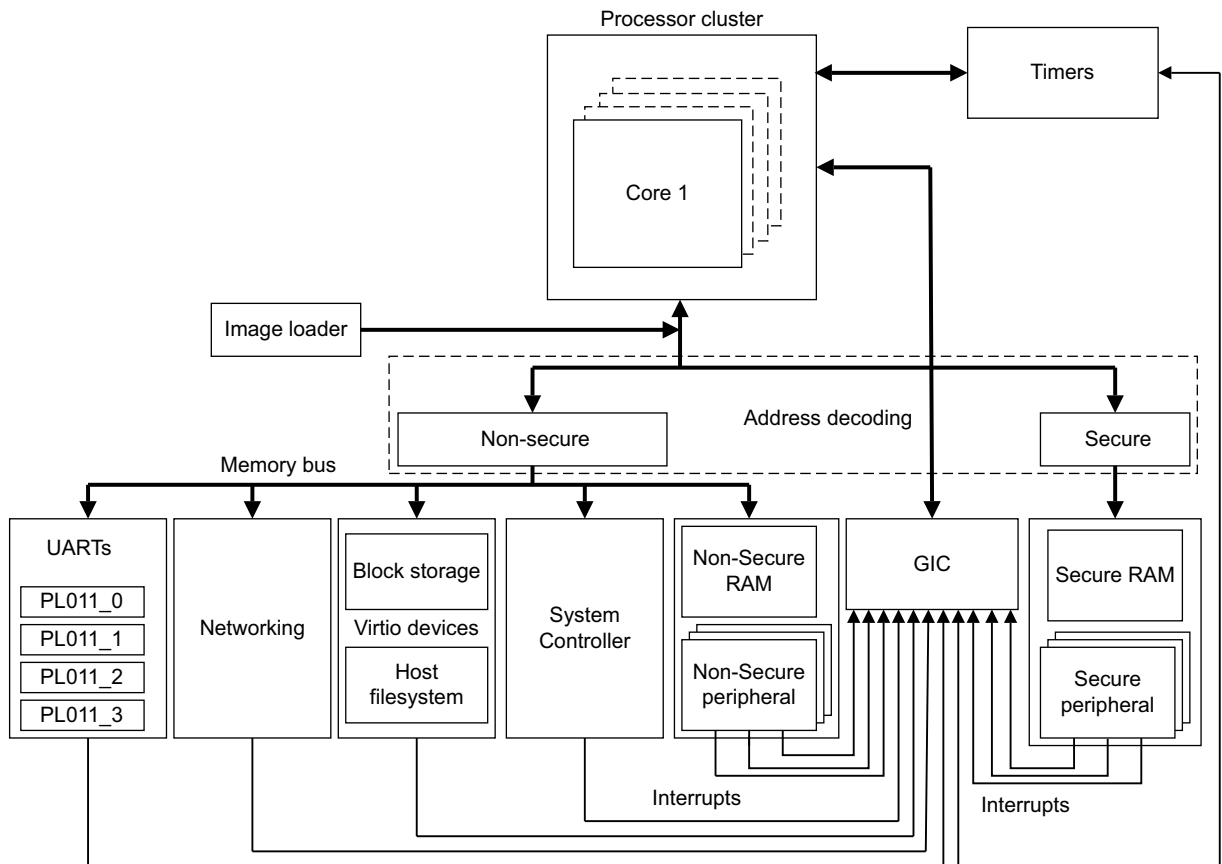 Processor cluster
Timers
Core 1
Image loader
Address decoding
Non-secure
Secure
Memory bus
UARTs
PL011_0
PL011_1
PL011_2
PL011_3
Networking
Block storage
Virtio devices
Host
filesystem
System
Controller
Non-Secure
RAM
Non-Secure
peripheral
GIC
Secure RAM
Secure
peripheral
Interrupts
Interrupts